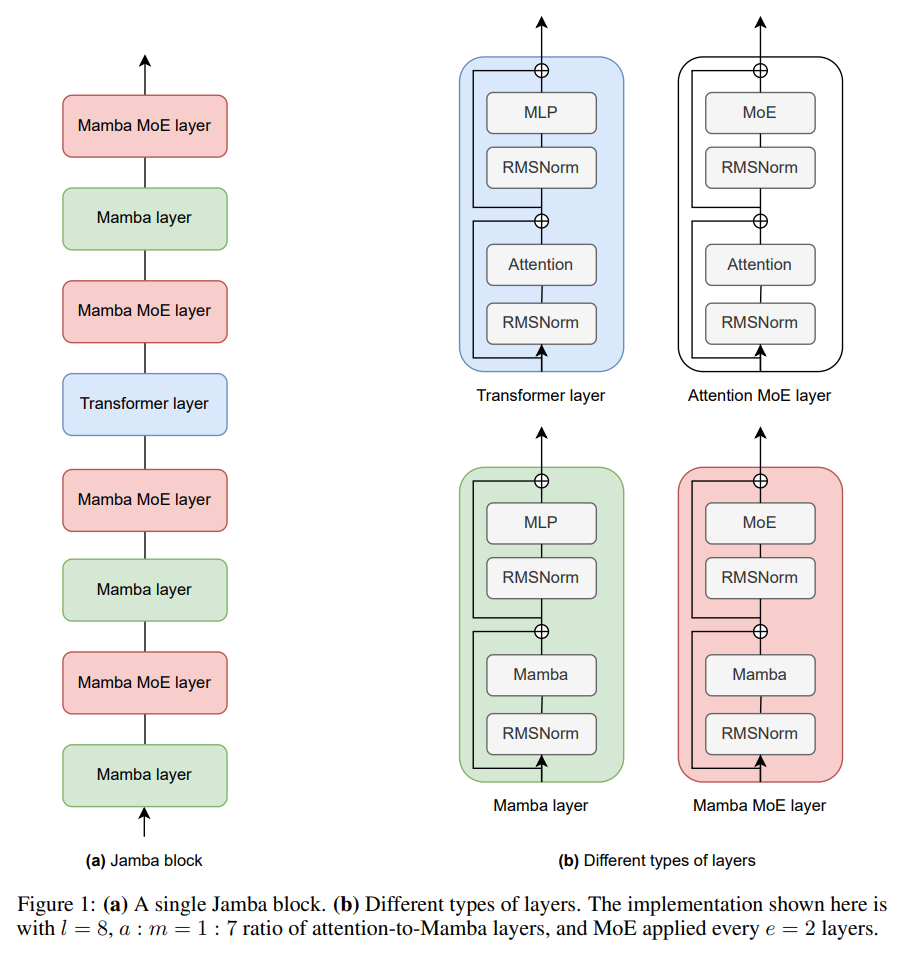 Mamba MoE layer
Mamba layer
Mamba MoE layer
Transformer layer
Mamba MoE layer
Mamba layer
Mamba MoE layer
Mamba layer
(a) Jamba block
MLP
RMSNorm
Attention
RMSNorm
Transformer layer
MoE
RMSNorm
Attention
RMSNorm
Attention MoE layer
MLP
RMSNorm
Mamba
RMSNorm
Mamba layer
MoE
RMSNorm
Mamba
RMSNorm
Mamba MoE layer
(b) Different types of layers
Figure 1: (a) A single Jamba block. (b) Different types of layers. The implementation shown here is
with l = 8, a : m = 1 : 7 ratio of attention-to-Mamba layers, and MoE applied every e = 2 layers.